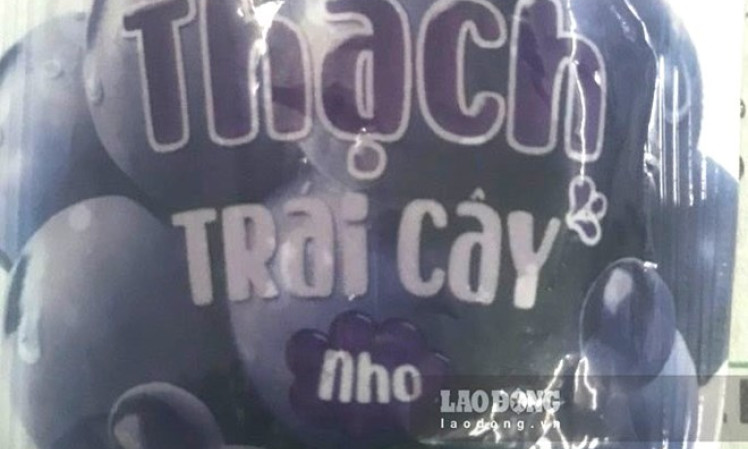 Thạch
TRái Cây
nho
LAO ĐỘNG
laodong.vn